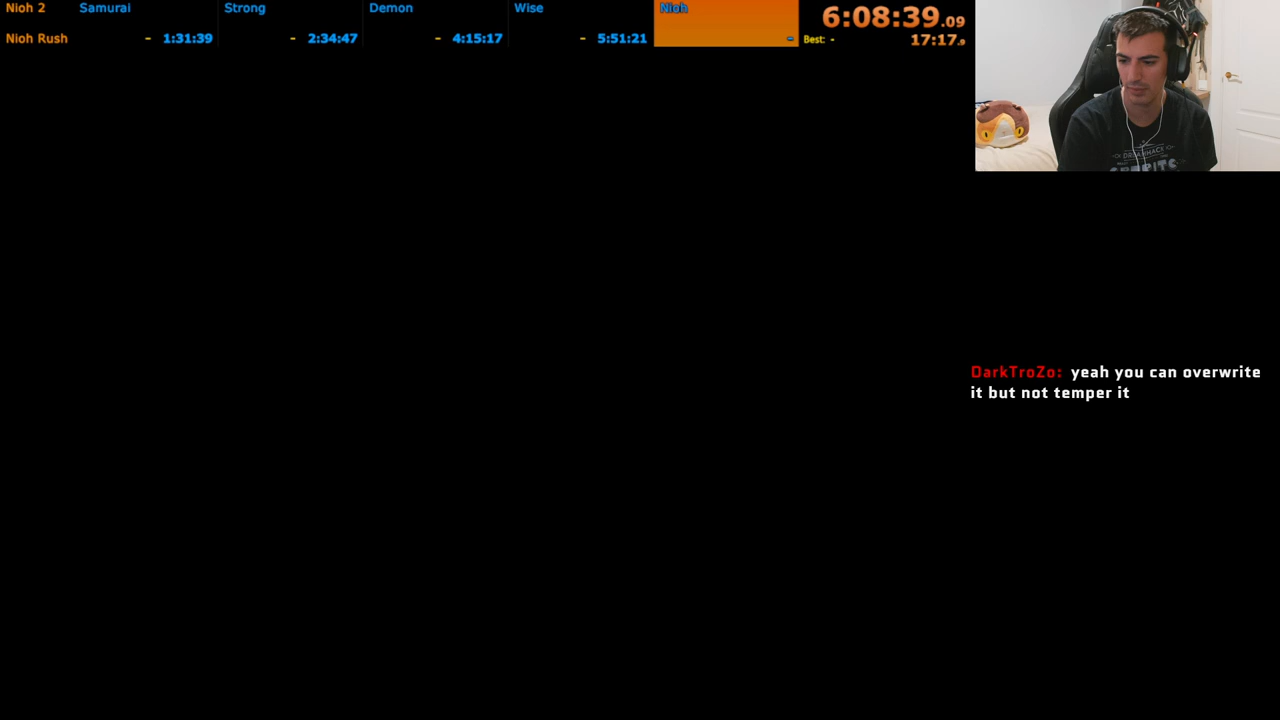 Nioh 2 Samurai Strong Demon Wise Nioh 6:08:39.09
Nioh Rush - 1:31:39 - 2:34:47 - 4:15:17 - 5:51:21 - Best: - 17:17.9
DREAMHACK
DarkTroZo: yeah you can overwrite
it but not temper it